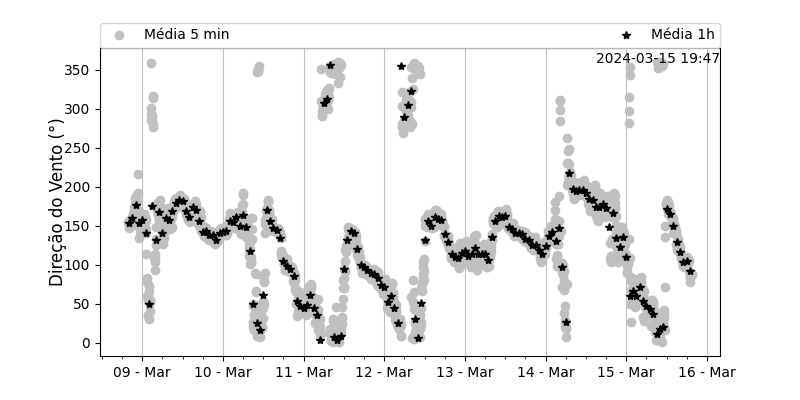 Média 5 min
Média 1h
2024-03-15 19:47
Direção do Vento (°)
350
300
250
200
150
100
50
0
09 - Mar
10 - Mar
11 - Mar
12 - Mar
13 - Mar
14 - Mar
15 - Mar
16 - Mar